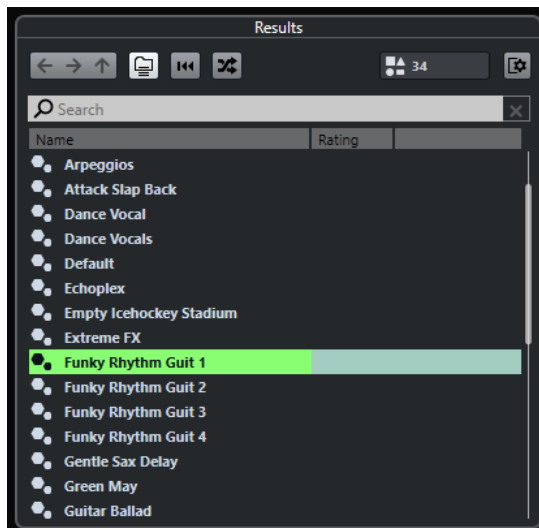 Results
34
Search
Name Rating
Arpeggios
Attack Slap Back
Dance Vocal
Dance Vocals
Default
Echoplex
Empty Icehockey Stadium
Extreme FX
Funky Rhythm Guit 1
Funky Rhythm Guit 2
Funky Rhythm Guit 3
Funky Rhythm Guit 4
Gentle Sax Delay
Green May
Guitar Ballad